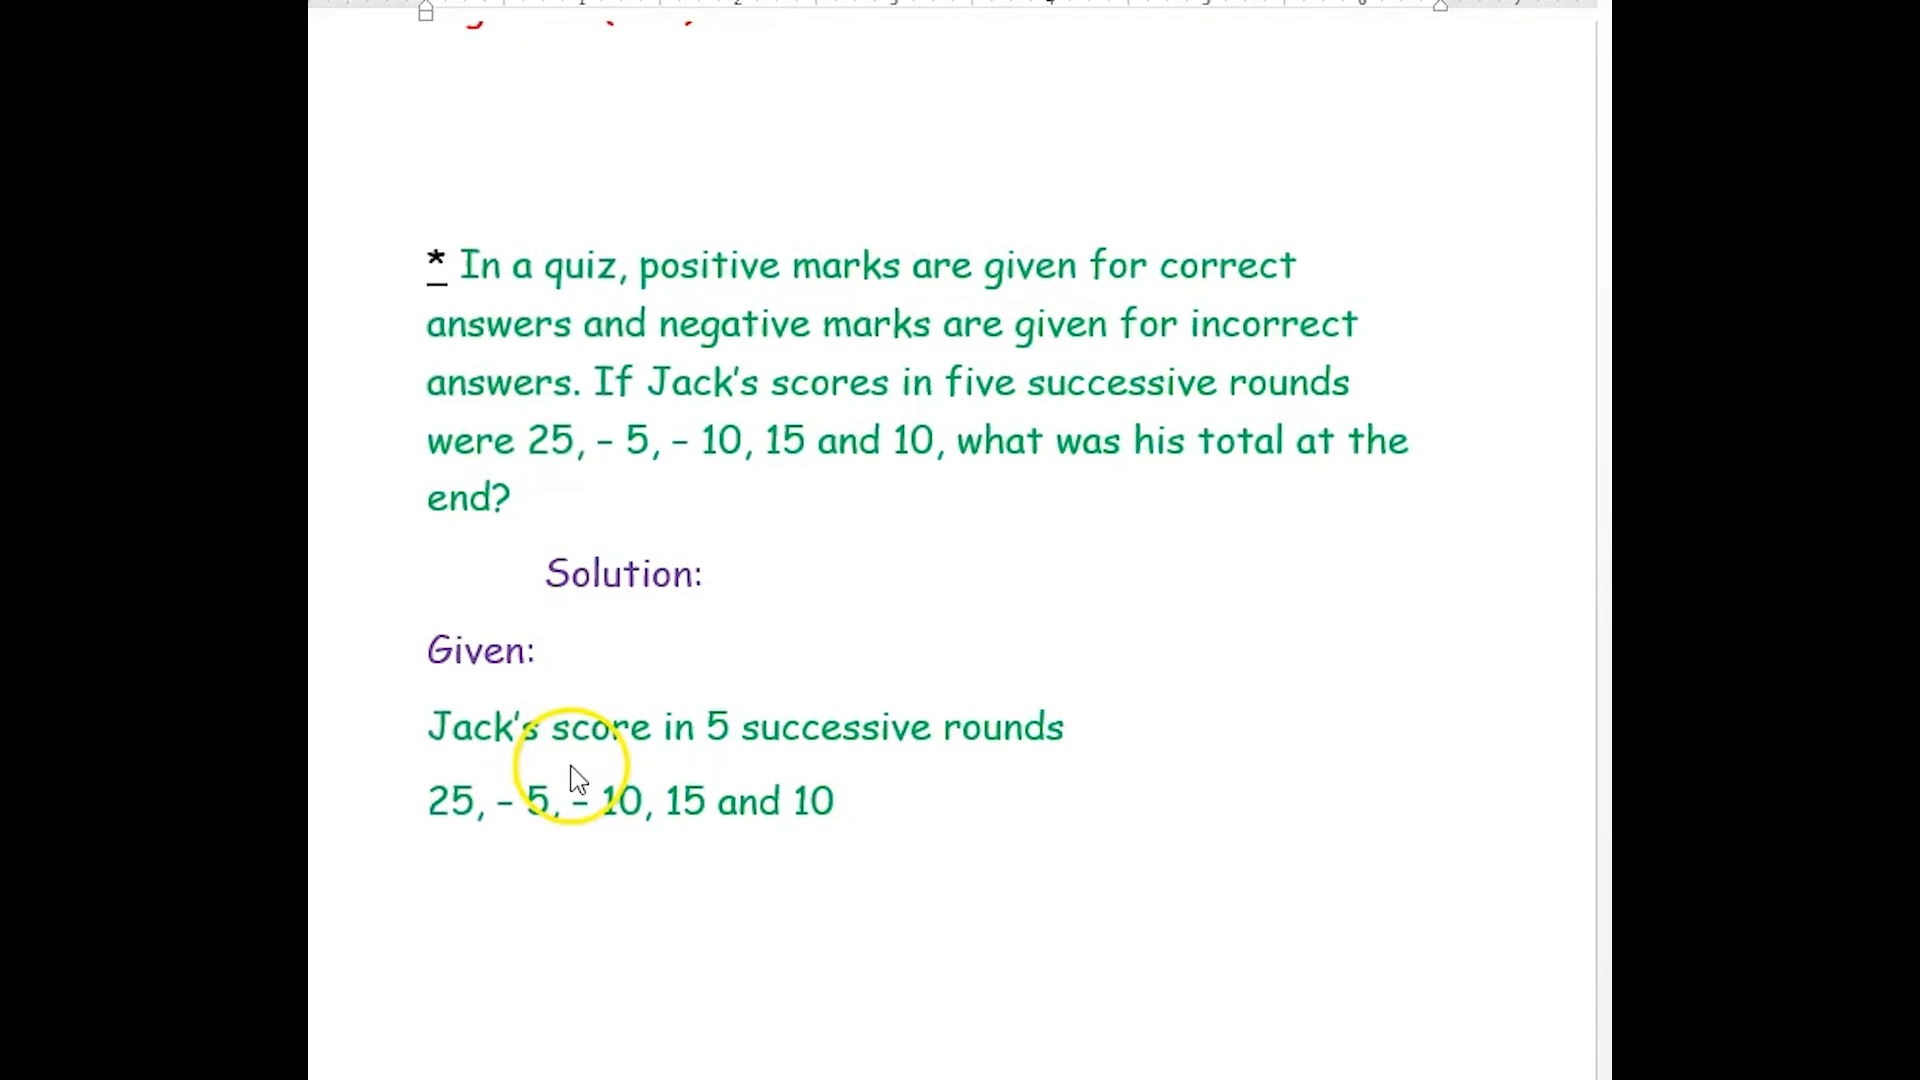 * In a quiz, positive marks are given for correct
answers and negative marks are given for incorrect
answers. If Jack’s scores in five successive rounds
were 25, – 5, – 10, 15 and 10, what was his total at the
end?
Solution:
Given:
Jack’s score in 5 successive rounds
25, – 5, – 10, 15 and 10